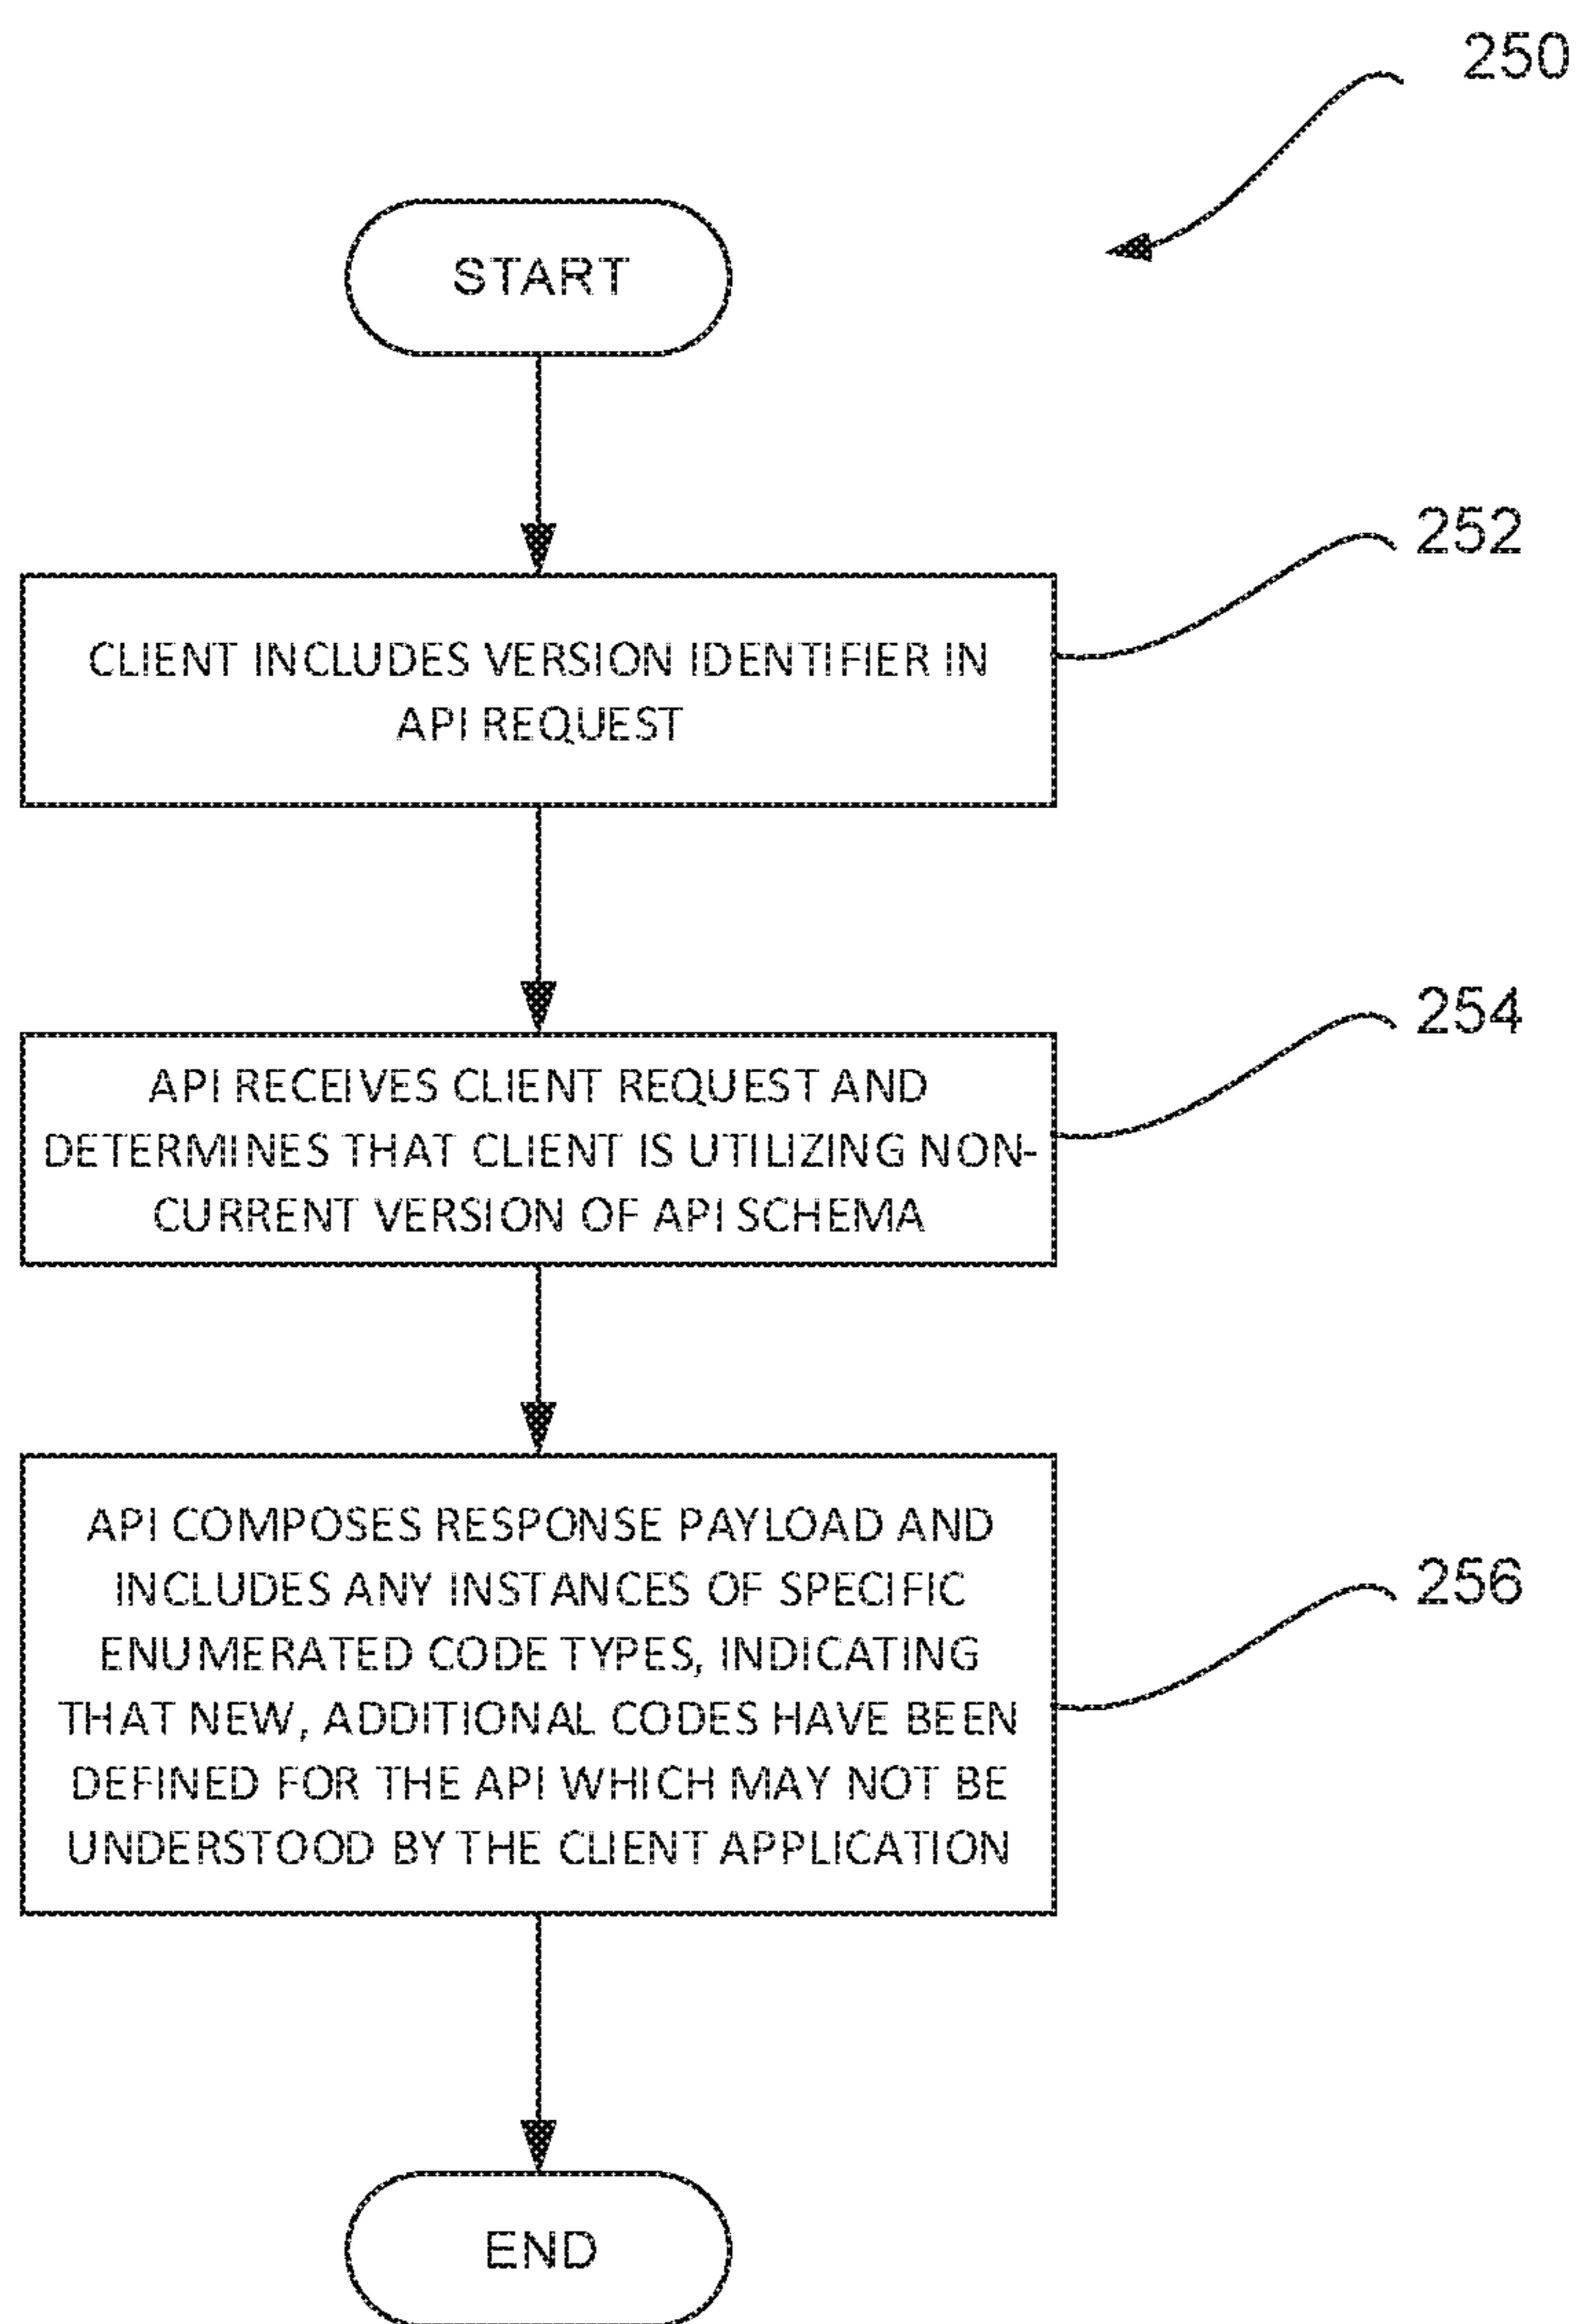 250
START
252
CLIENT INCLUDES VERSION IDENTIFIER IN
API REQUEST
254
API RECEIVES CLIENT REQUEST AND
DETERMINES THAT CLIENT IS UTILIZING NON-
CURRENT VERSION OF API SCHEMA
256
API COMPOSES RESPONSE PAYLOAD AND
INCLUDES ANY INSTANCES OF SPECIFIC
ENUMERATED CODE TYPES, INDICATING
THAT NEW, ADDITIONAL CODES HAVE BEEN
DEFINED FOR THE API WHICH MAY NOT BE
UNDERSTOOD BY THE CLIENT APPLICATION
END